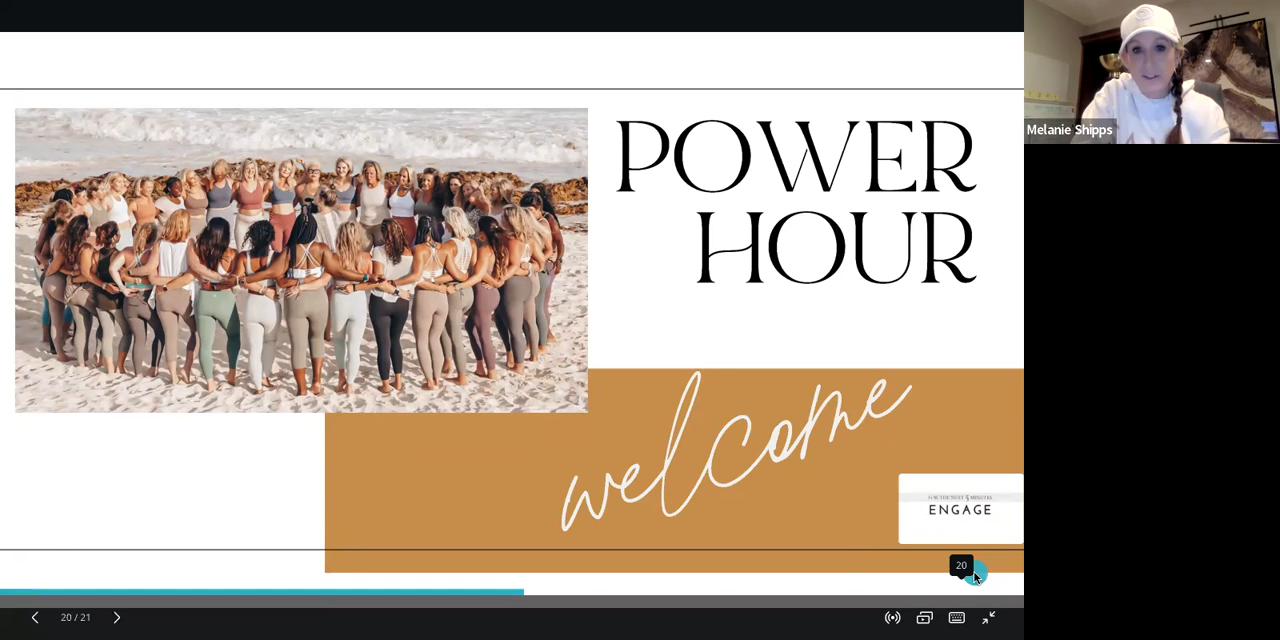 POWER
HOUR
Melanie Shipps
welcome
ENGAGE
20
20 / 21